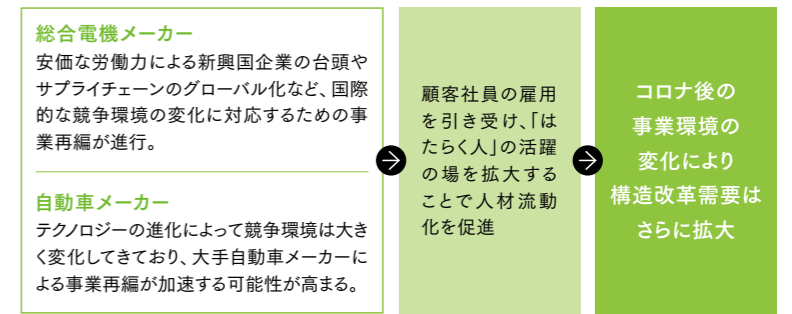 総合電機メーカー
安価な労働力による新興国企業の台頭や
サプライチェーンのグローバル化など、国際
的な競争環境の変化に対応するための事
業再編が進行。
自動車メーカー
テクノロジーの進化によって競争環境は大き
く変化してきており、大手自動車メーカーに
よる事業再編が加速する可能性が高まる。
顧客社員の雇用
を引き受け、「は
たらく人」の活躍
の場を拡大する
ことで人材流動
化を促進
コロナ後の
事業環境の
変化により
構造改革需要は
さらに拡大